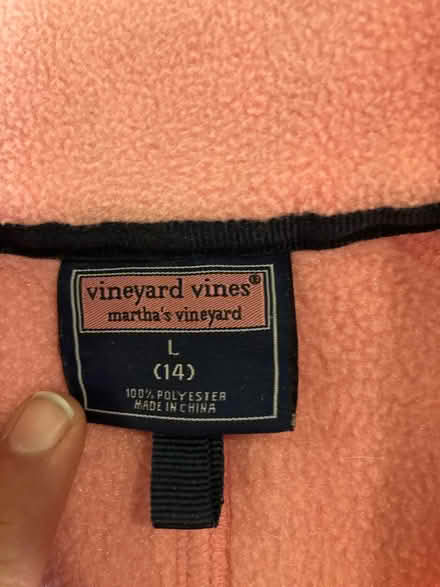 vineyard vines®
martha's vineyard
L
(14)
100% POLYESTER
MADE IN CHINA